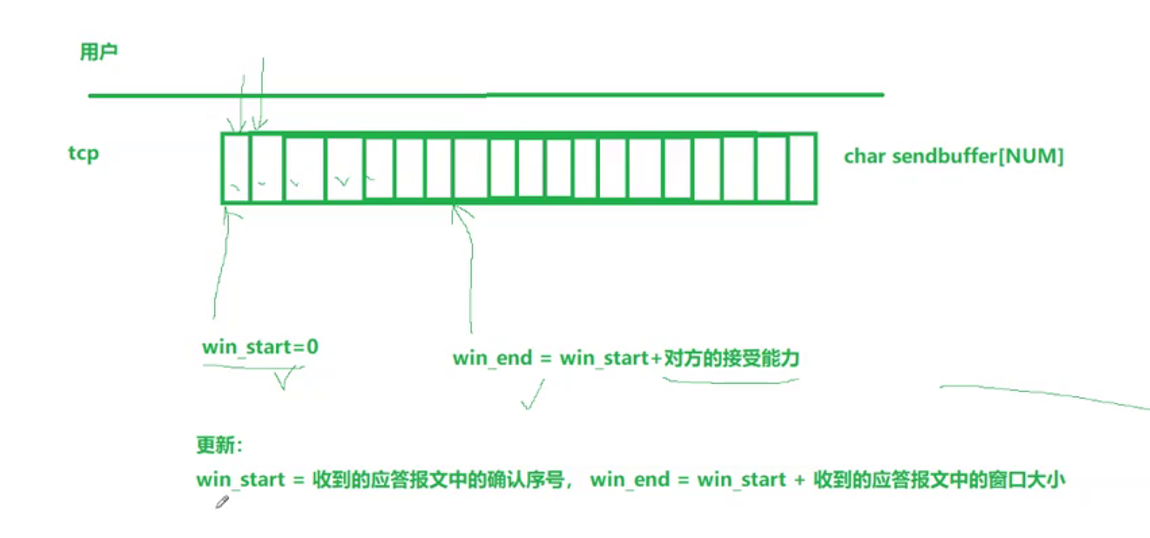 用户
tcp
char sendbuffer[NUM]
win_start=0
win_end = win_start+对方的接受能力
更新:
win_start = 收到的应答报文中的确认序号, win_end = win_start + 收到的应答报文中的窗口大小